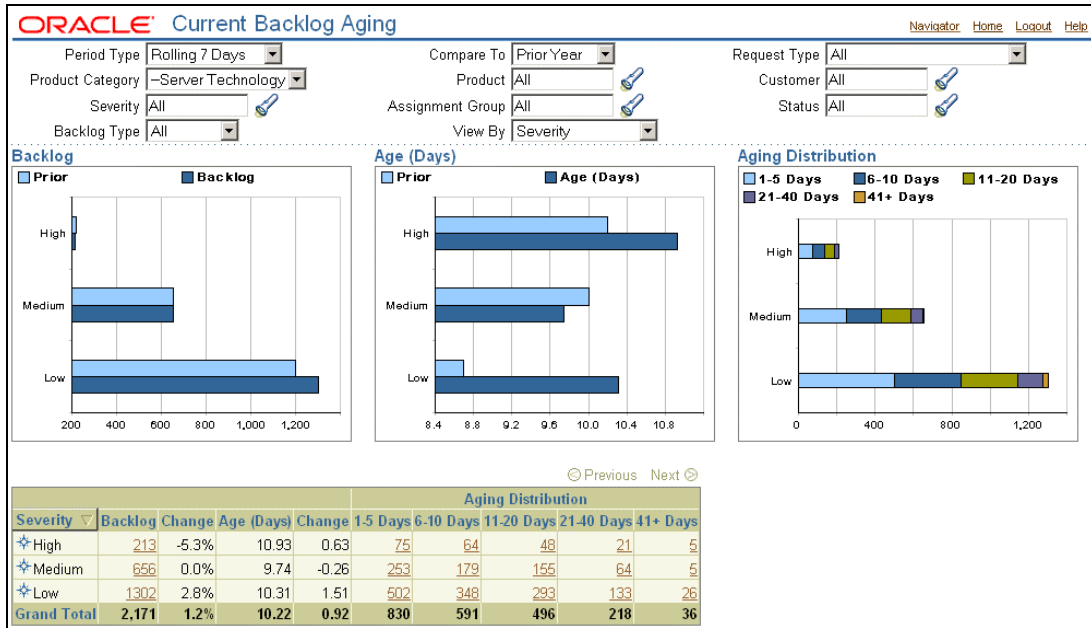 ORACLE Current Backlog Aging
Navigator Home Logout Help
Period Type Rolling 7 Days Compare To Prior Year Request Type All
Product Category –Server Technology Product All Customer All
Severity All Assignment Group All Status All
Backlog Type All View By Severity
Backlog
Prior Backlog
High
Medium
Low
200 400 600 800 1,000 1,200
Age (Days)
Prior Age (Days)
High
Medium
Low
8.4 8.8 9.2 9.6 10.0 10.4 10.8
Aging Distribution
1-5 Days 6-10 Days 11-20 Days
21-40 Days 41+ Days
High
Medium
Low
0 400 800 1,200
Previous Next
Aging Distribution
Severity Backlog Change Age (Days) Change 1-5 Days 6-10 Days 11-20 Days 21-40 Days 41+ Days
High 213 -5.3% 10.93 0.63 75 64 48 21 5
Medium 656 0.0% 9.74 -0.26 253 179 155 64 5
Low 1302 2.8% 10.31 1.51 502 348 293 133 26
Grand Total 2,171 1.2% 10.22 0.92 830 591 496 218 36